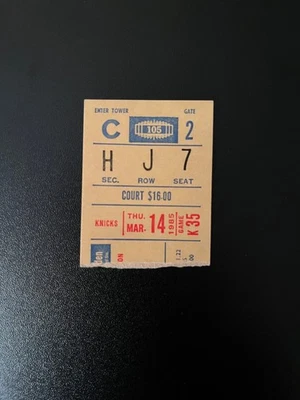 ENTER TOWER GATE
C 105 2
H J 7
SEC. ROW SEAT
COURT $16.00
KNICKS THU. MAR. 14 1985 GAME K 35